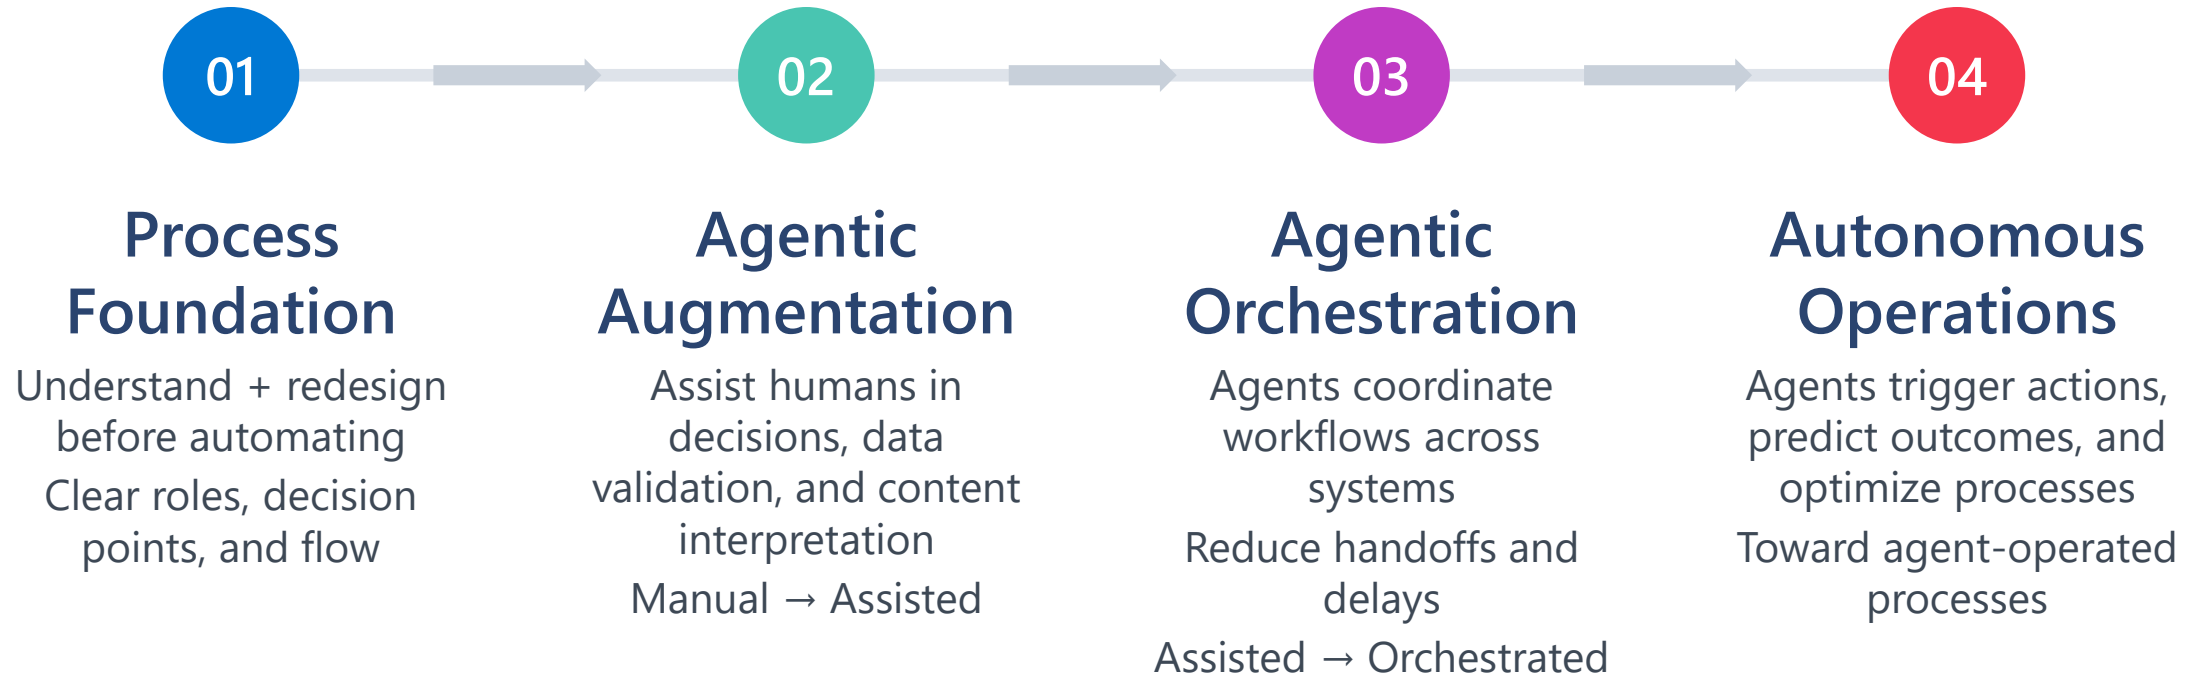 01
02
03
04
Process
Foundation
Understand + redesign
before automating
Clear roles, decision
points, and flow
Agentic
Augmentation
Assist humans in
decisions, data
validation, and content
interpretation
Manual → Assisted
Agentic
Orchestration
Agents coordinate
workflows across
systems
Reduce handoffs and
delays
Assisted → Orchestrated
Autonomous
Operations
Agents trigger actions,
predict outcomes, and
optimize processes
Toward agent-operated
processes